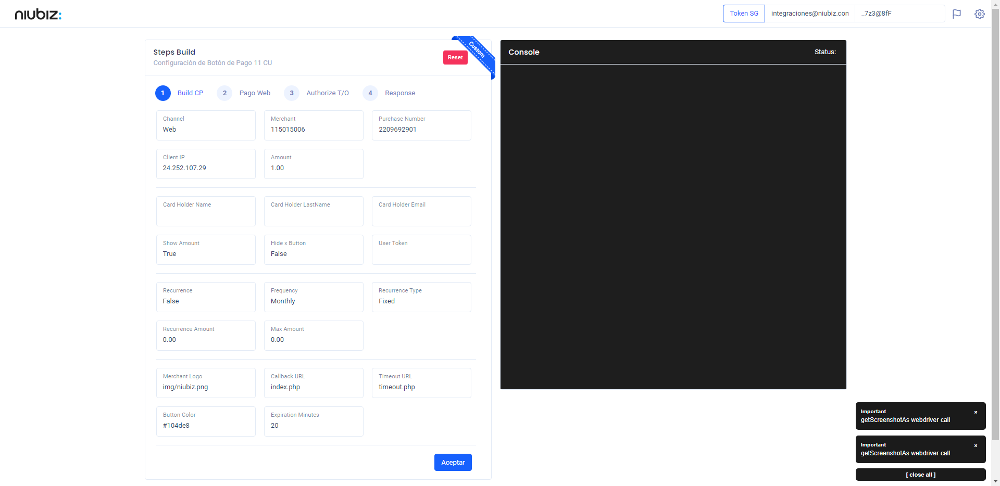 niubiz:
Token SG
integraciones@niubiz.con
_7z3@8fF
Steps Build
Configuración de Botón de Pago 11 CU
Reset
Custom
1 Build CP
2 Pago Web
3 Authorize T/O
4 Response
Channel
Web
Merchant
115015006
Purchase Number
2209692901
Client IP
24.252.107.29
Amount
1.00
Card Holder Name
Card Holder LastName
Card Holder Email
Show Amount
True
Hide x Button
False
User Token
Recurrence
False
Frequency
Monthly
Recurrence Type
Fixed
Recurrence Amount
0.00
Max Amount
0.00
Merchant Logo
img/niubiz.png
Callback URL
index.php
Timeout URL
timeout.php
Button Color
#104de8
Expiration Minutes
20
Aceptar
Console
Status:
Important
getScreenshotAs webdriver call
Important
getScreenshotAs webdriver call
[ close all ]